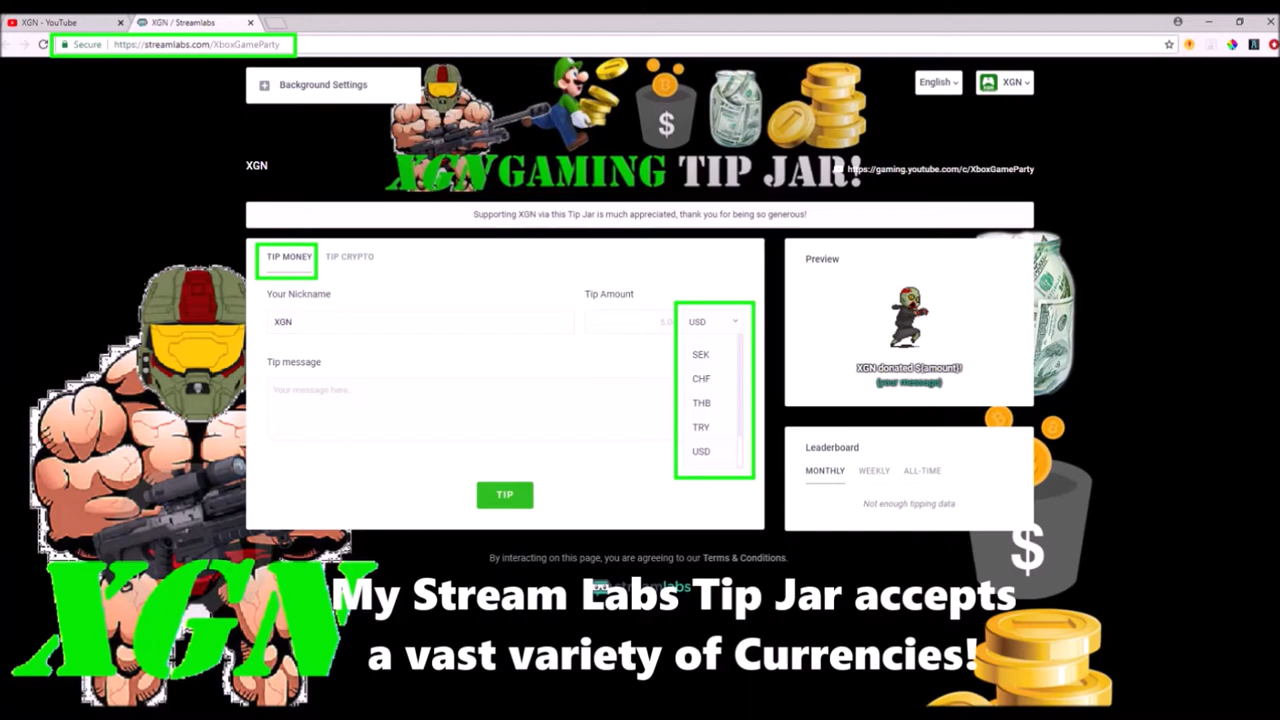 XGN - YouTube
XGN / Streamlabs
Secure
https://streamlabs.com/XboxGameParty
Background Settings
English
XGN
XGN
$
XGN GAMING TIP JAR!
https://gaming.youtube.com/c/XboxGameParty
Supporting XGN via this Tip Jar is much appreciated, thank you for being so generous!
TIP MONEY
TIP CRYPTO
Your Nickname
Tip Amount
XGN
USD
SEK
CHF
THB
TRY
USD
Tip message
Your message here.
TIP
Preview
XGN donated ${amount}!
(your message)
Leaderboard
MONTHLY
WEEKLY
ALL-TIME
Not enough tipping data
$
By interacting on this page, you are agreeing to our Terms & Conditions.
XGN
My Stream Labs Tip Jar accepts
a vast variety of Currencies!